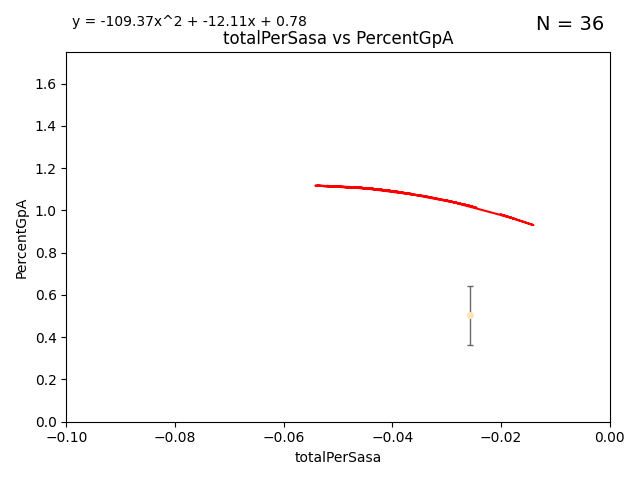 y = -109.37x^2 + -12.11x + 0.78
N = 36
totalPerSasa vs PercentGpA
1.6
1.4
1.2
1.0
0.8
0.6
0.4
0.2
0.0
PercentGpA
−0.10 −0.08 −0.06 −0.04 −0.02 0.00
totalPerSasa